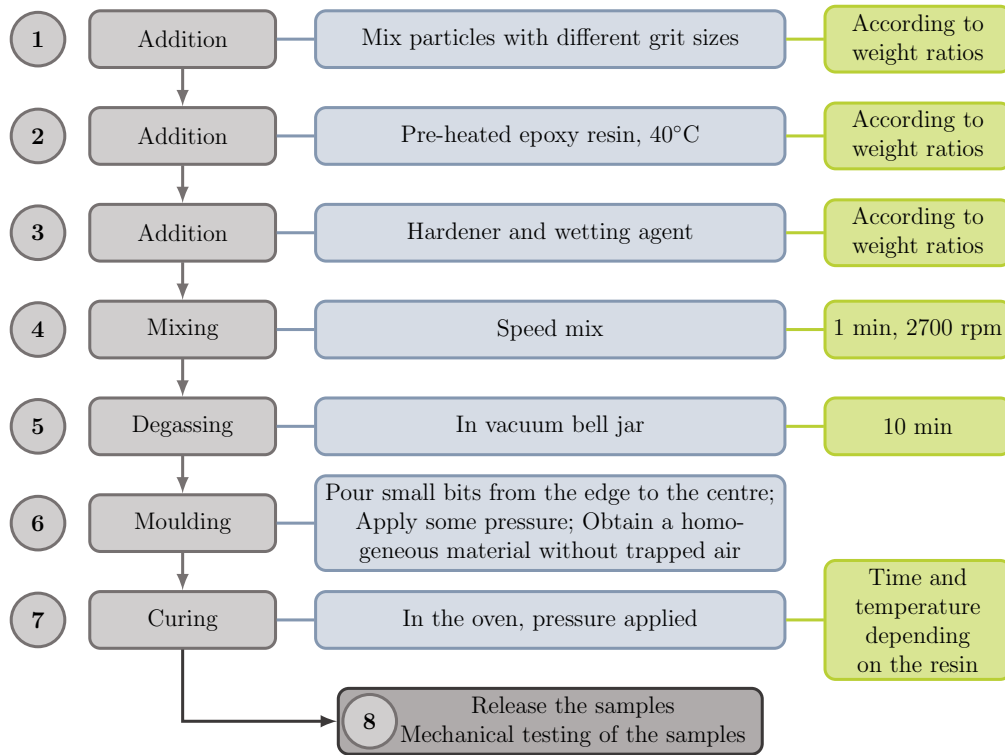 1
Addition
Mix particles with different grit sizes
According to
weight ratios
2
Addition
Pre-heated epoxy resin, 40°C
According to
weight ratios
3
Addition
Hardener and wetting agent
According to
weight ratios
4
Mixing
Speed mix
1 min, 2700 rpm
5
Degassing
In vacuum bell jar
10 min
6
Moulding
Pour small bits from the edge to the centre;
Apply some pressure; Obtain a homo-
geneous material without trapped air
7
Curing
In the oven, pressure applied
Time and
temperature
depending
on the resin
8
Release the samples
Mechanical testing of the samples